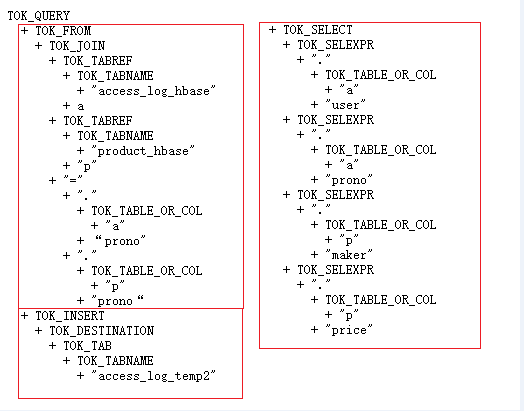 TOK_QUERY
+ TOK_FROM
+ TOK_JOIN
+ TOK_TABREF
+ TOK_TABNAME
+ "access_log_hbase"
+ a
+ TOK_TABREF
+ TOK_TABNAME
+ "product_hbase"
+ "p"
+ "="
+ "."
+ TOK_TABLE_OR_COL
+ "a"
+ “prono"
+ "."
+ TOK_TABLE_OR_COL
+ "p"
+ "prono“
+ TOK_INSERT
+ TOK_DESTINATION
+ TOK_TAB
+ TOK_TABNAME
+ "access_log_temp2"
+ TOK_SELECT
+ TOK_SELEXPR
+ "."
+ TOK_TABLE_OR_COL
+ "a"
+ "user"
+ TOK_SELEXPR
+ "."
+ TOK_TABLE_OR_COL
+ "a"
+ "prono"
+ TOK_SELEXPR
+ "."
+ TOK_TABLE_OR_COL
+ "p"
+ "maker"
+ TOK_SELEXPR
+ "."
+ TOK_TABLE_OR_COL
+ "p"
+ "price"